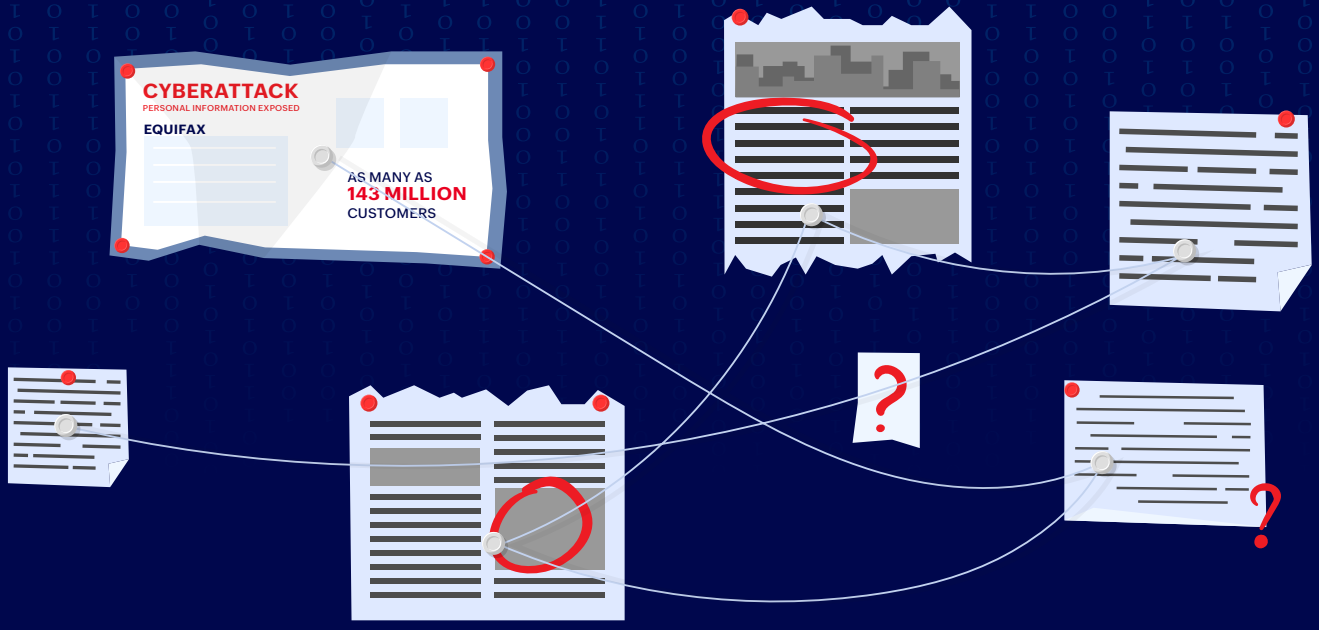 CYBERATTACK
PERSONAL INFORMATION EXPOSED
EQUIFAX
AS MANY AS
143 MILLION
CUSTOMERS
?
?